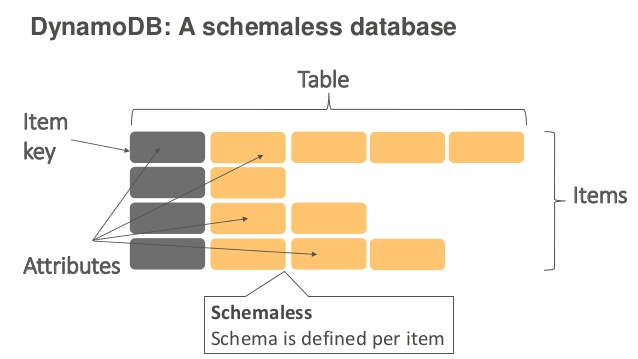 DynamoDB: A schemaless database
Table
Item
key
Items
Attributes
Schemaless
Schema is defined per item